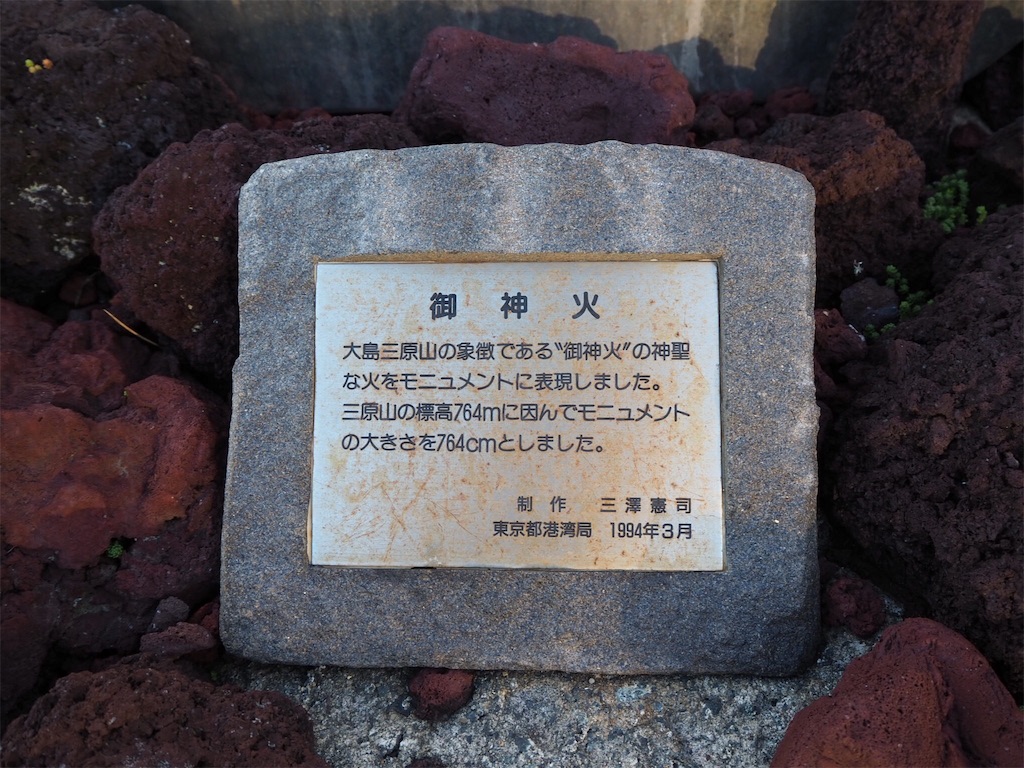 御神火
大島三原山の象徴である〝御神火〟の神聖
な火をモニュメントに表現しました。
三原山の標高764mに因んでモニュメント
の大きさを764cmとしました。
制作 三澤憲司
東京都港湾局 1994年3月